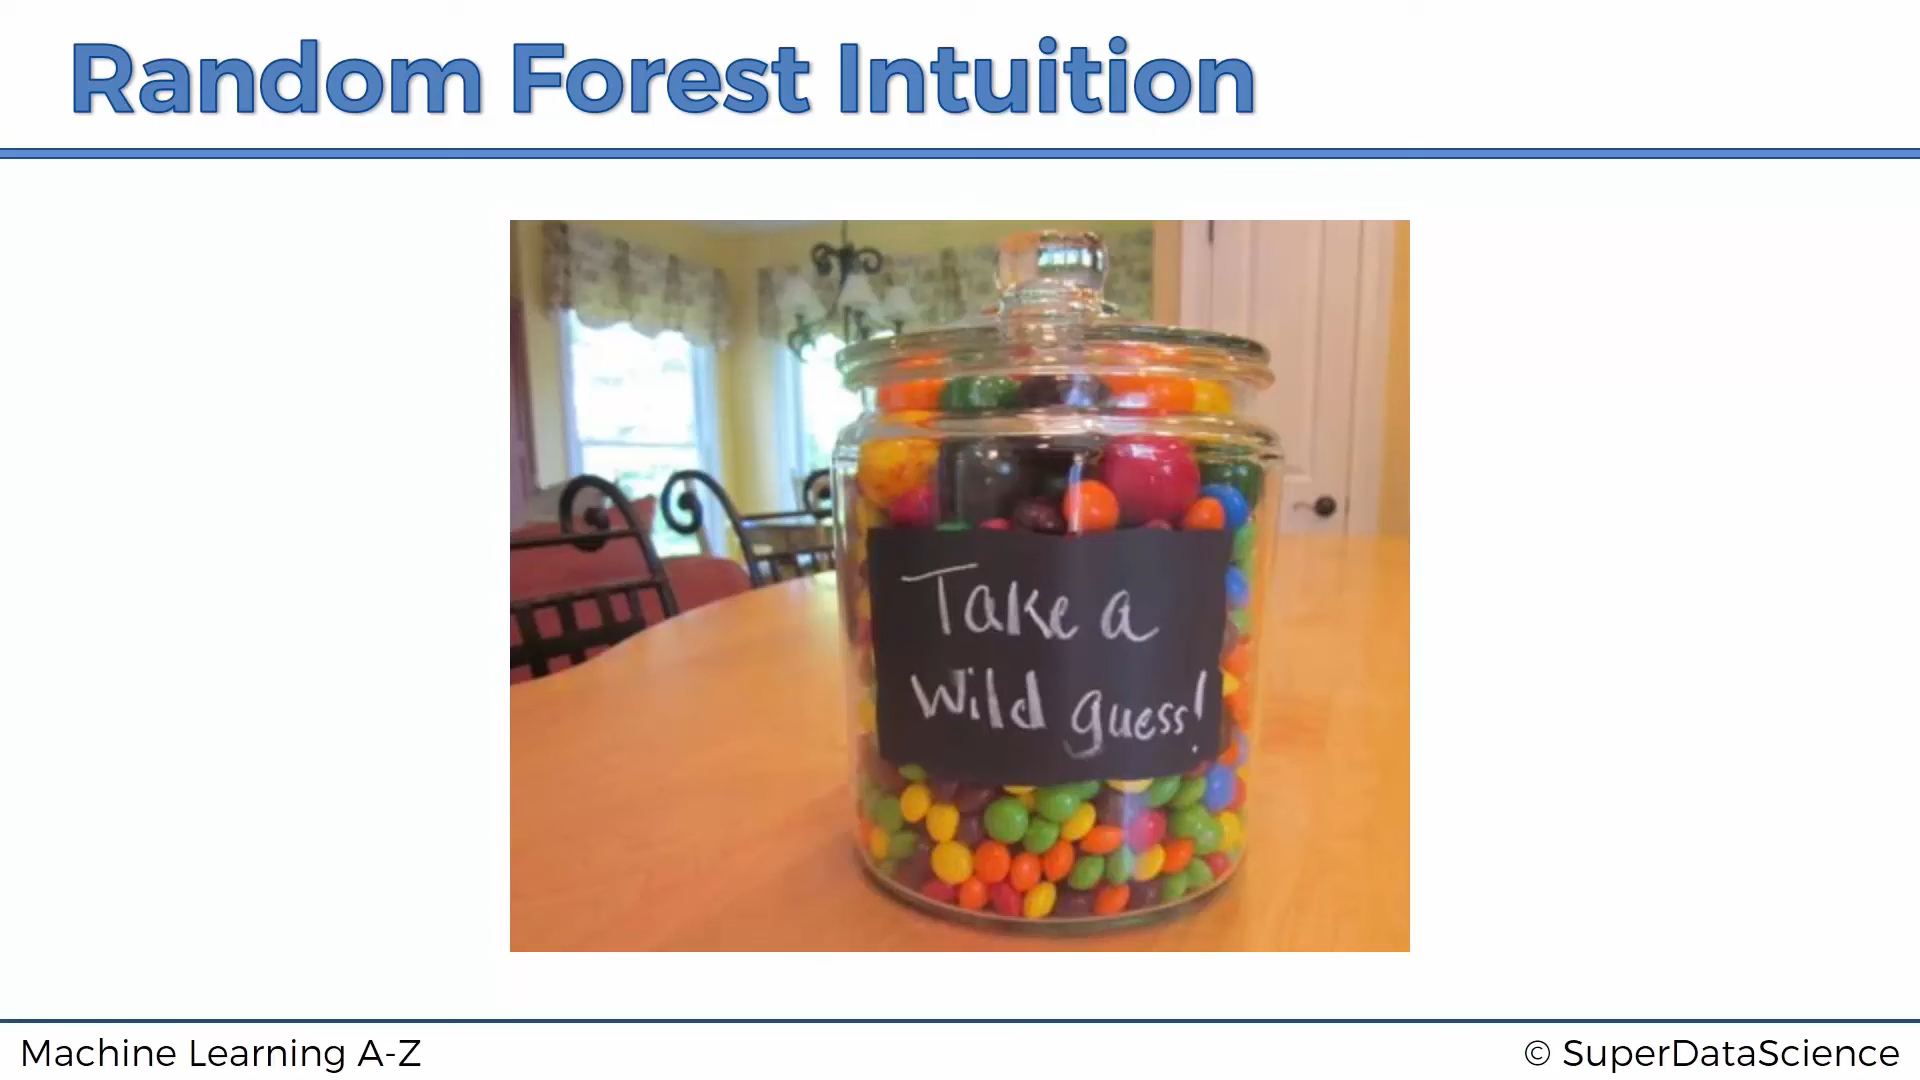 Random Forest Intuition
Take a
Wild guess!
Machine Learning A-Z
© SuperDataScience